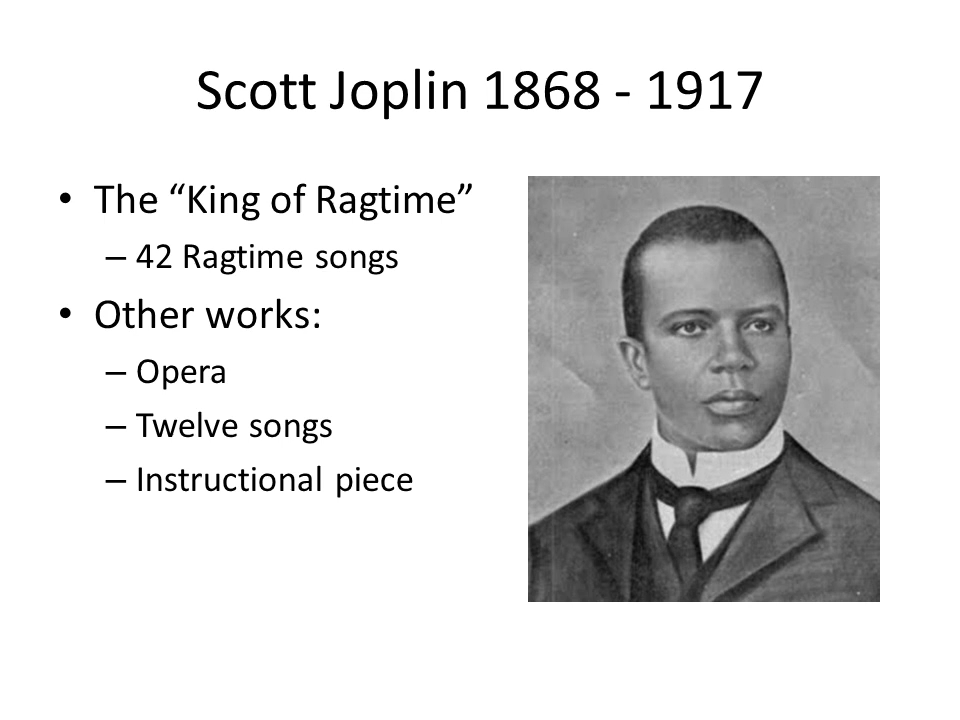 Scott Joplin 1868 - 1917
• The “King of Ragtime”
– 42 Ragtime songs
• Other works:
– Opera
– Twelve songs
– Instructional piece